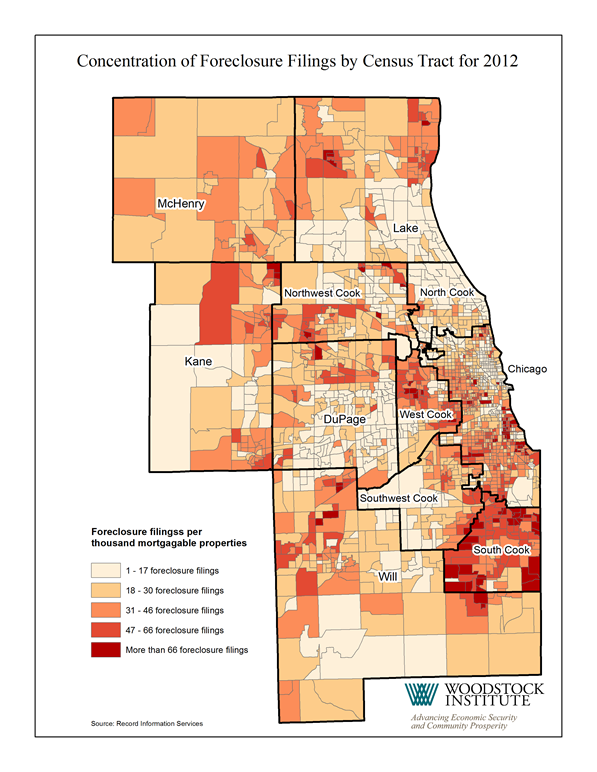 Concentration of Foreclosure Filings by Census Tract for 2012
McHenry
Lake
Northwest Cook
North Cook
Kane
Chicago
DuPage
West Cook
Southwest Cook
South Cook
Will
Foreclosure filingss per
thousand mortgagable properties
1 - 17 foreclosure filings
18 - 30 foreclosure filings
31 - 46 foreclosure filings
47 - 66 foreclosure filings
More than 66 foreclosure filings
WOODSTOCK
INSTITUTE
Advancing Economic Security
and Community Prosperity
Source: Record Information Services